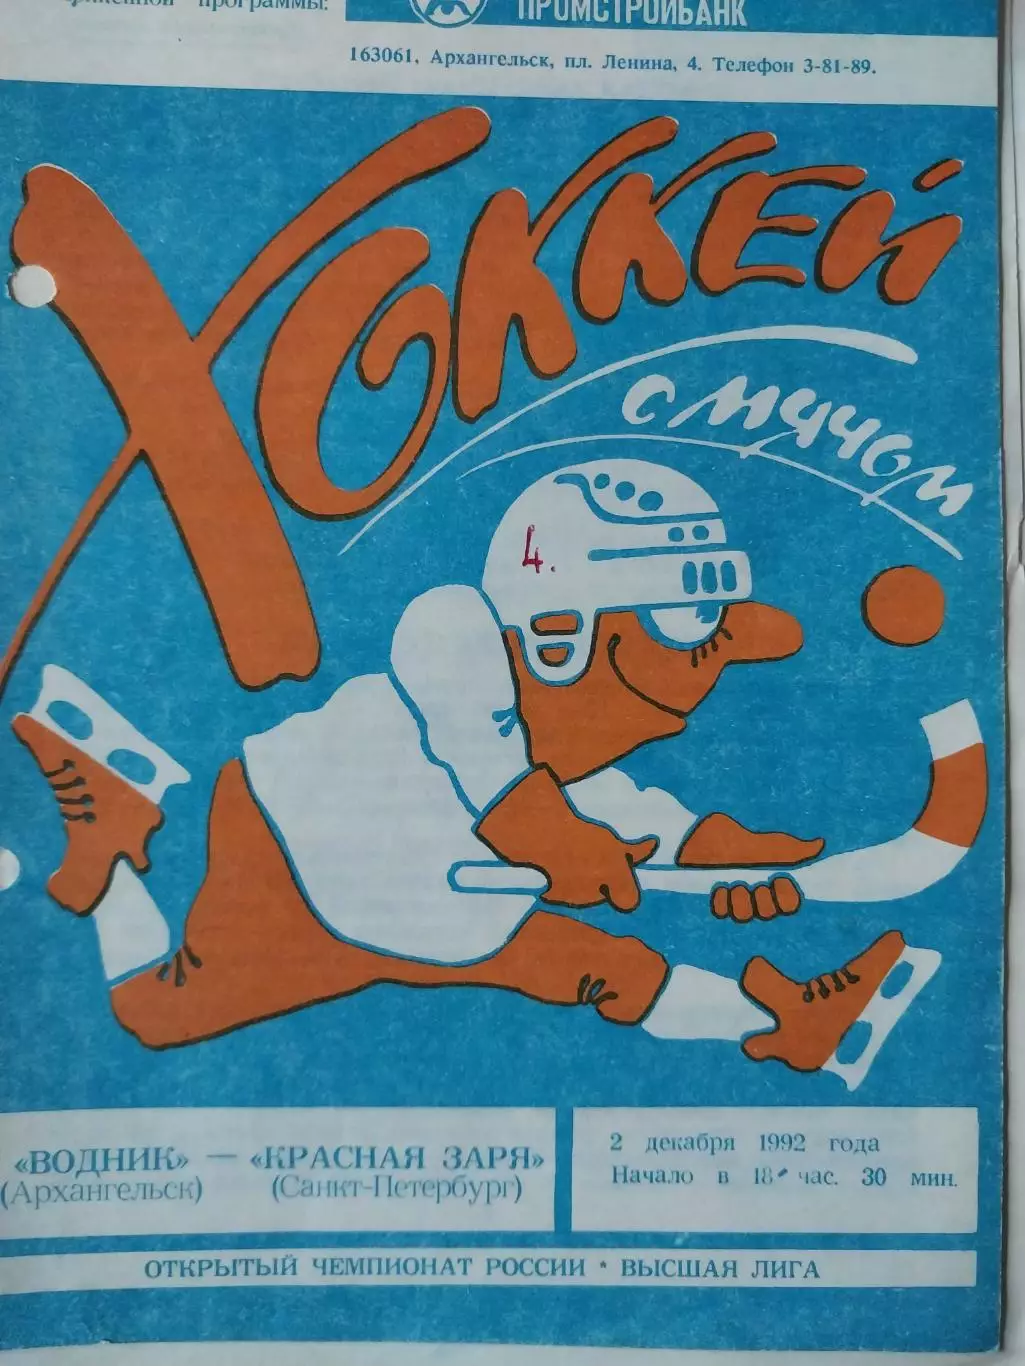 программы:
ПРОМСТРОЙБАНК
163061, Архангельск, пл. Ленина, 4. Телефон 3-81-89.
ХОККЕЙ
с мячом
4.
«ВОДНИК» — «КРАСНАЯ ЗАРЯ»
(Архангельск) (Санкт-Петербург)
2 декабря 1992 года
Начало в 18 час. 30 мин.
ОТКРЫТЫЙ ЧЕМПИОНАТ РОССИИ * ВЫСШАЯ ЛИГА